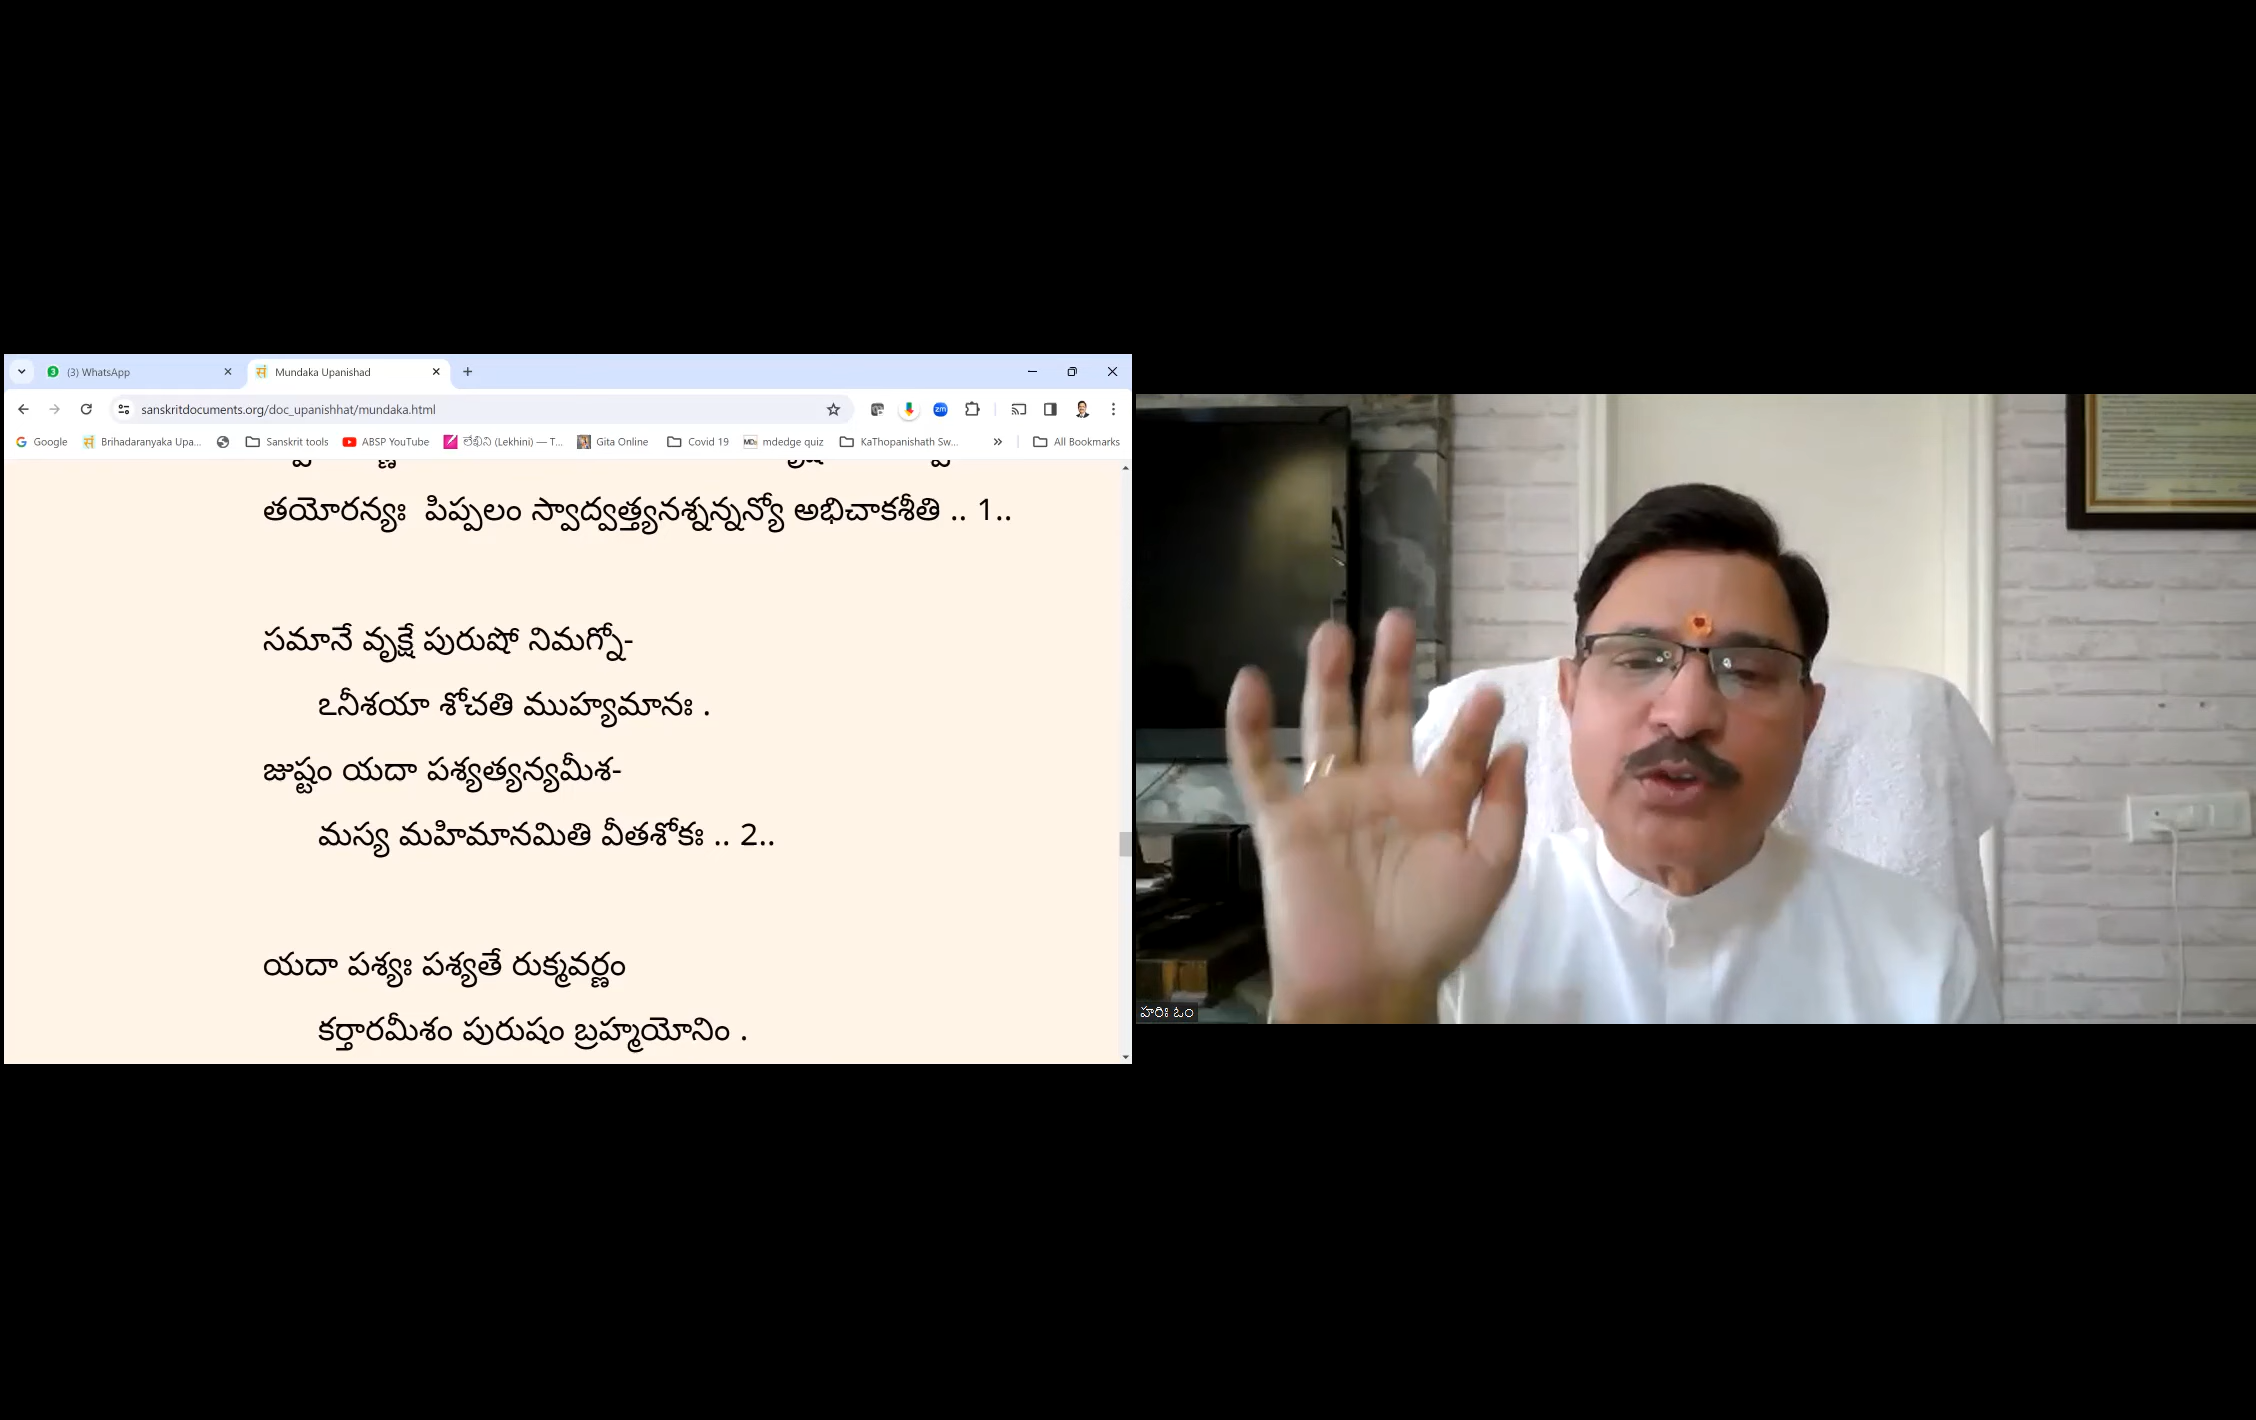 (3) WhatsApp
Mundaka Upanishad
sanskritdocuments.org/doc_upanishhat/mundaka.html
Google Brihadaranyaka Upa... Sanskrit tools ABSP YouTube లేఖిని (Lekhini) — T... Gita Online Covid 19 mdedge quiz KaThopanishath Sw... » All Bookmarks
తయోరన్యః పిప్పలం స్వాద్వత్త్యనశ్నన్నన్యో అభిచాకశీతి .. 1..
సమానే వృక్షే పురుషో నిమగ్నో-
ఽనీశయా శోచతి ముహ్యమానః .
జుష్టం యదా పశ్యత్యన్యమీశ-
మస్య మహిమానమితి వీతశోకః .. 2..
యదా పశ్యః పశ్యతే రుక్మవర్ణం
కర్తారమీశం పురుషం బ్రహ్మయోనిం .
హరిః ఓం